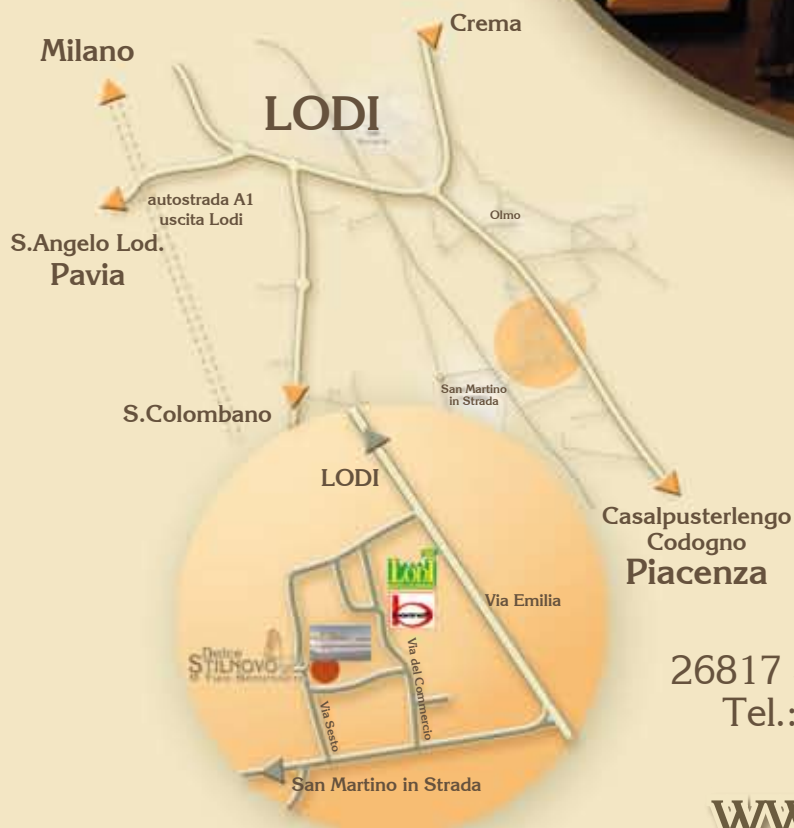 Crema
Milano
LODI
autostrada A1
uscita Lodi
Olmo
S.Angelo Lod.
Pavia
San Martino
in Strada
S.Colombano
LODI
Casalpusterlengo
Codogno
Piacenza
Lodi
Via Emilia
Dolce
STILNOVO
Via del Commercio
Via Sesto
San Martino in Strada
26817
Tel.: